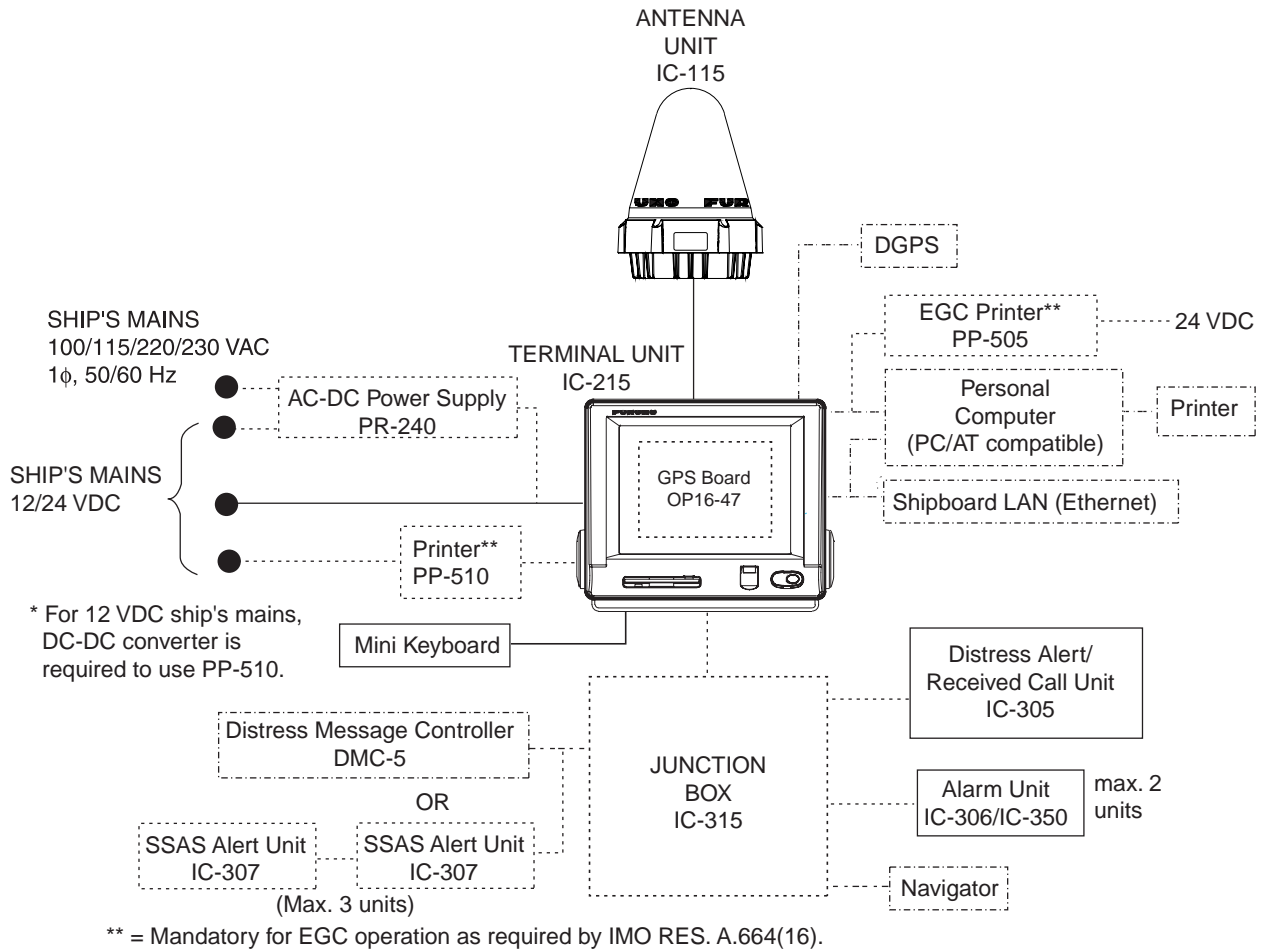 ANTENNA
UNIT
IC-115
UNO FUR
DGPS
SHIP'S MAINS
100/115/220/230 VAC
1ϕ, 50/60 Hz
EGC Printer**
PP-505
24 VDC
TERMINAL UNIT
IC-215
AC-DC Power Supply
PR-240
Personal
Computer
(PC/AT compatible)
Printer
FURUNO
SHIP'S MAINS
12/24 VDC
GPS Board
OP16-47
Shipboard LAN (Ethernet)
Printer**
PP-510
* For 12 VDC ship's mains,
DC-DC converter is
required to use PP-510.
Mini Keyboard
Distress Alert/
Received Call Unit
IC-305
Distress Message Controller
DMC-5
JUNCTION
BOX
IC-315
OR
Alarm Unit
IC-306/IC-350
max. 2
units
SSAS Alert Unit
IC-307
SSAS Alert Unit
IC-307
(Max. 3 units)
Navigator
** = Mandatory for EGC operation as required by IMO RES. A.664(16).